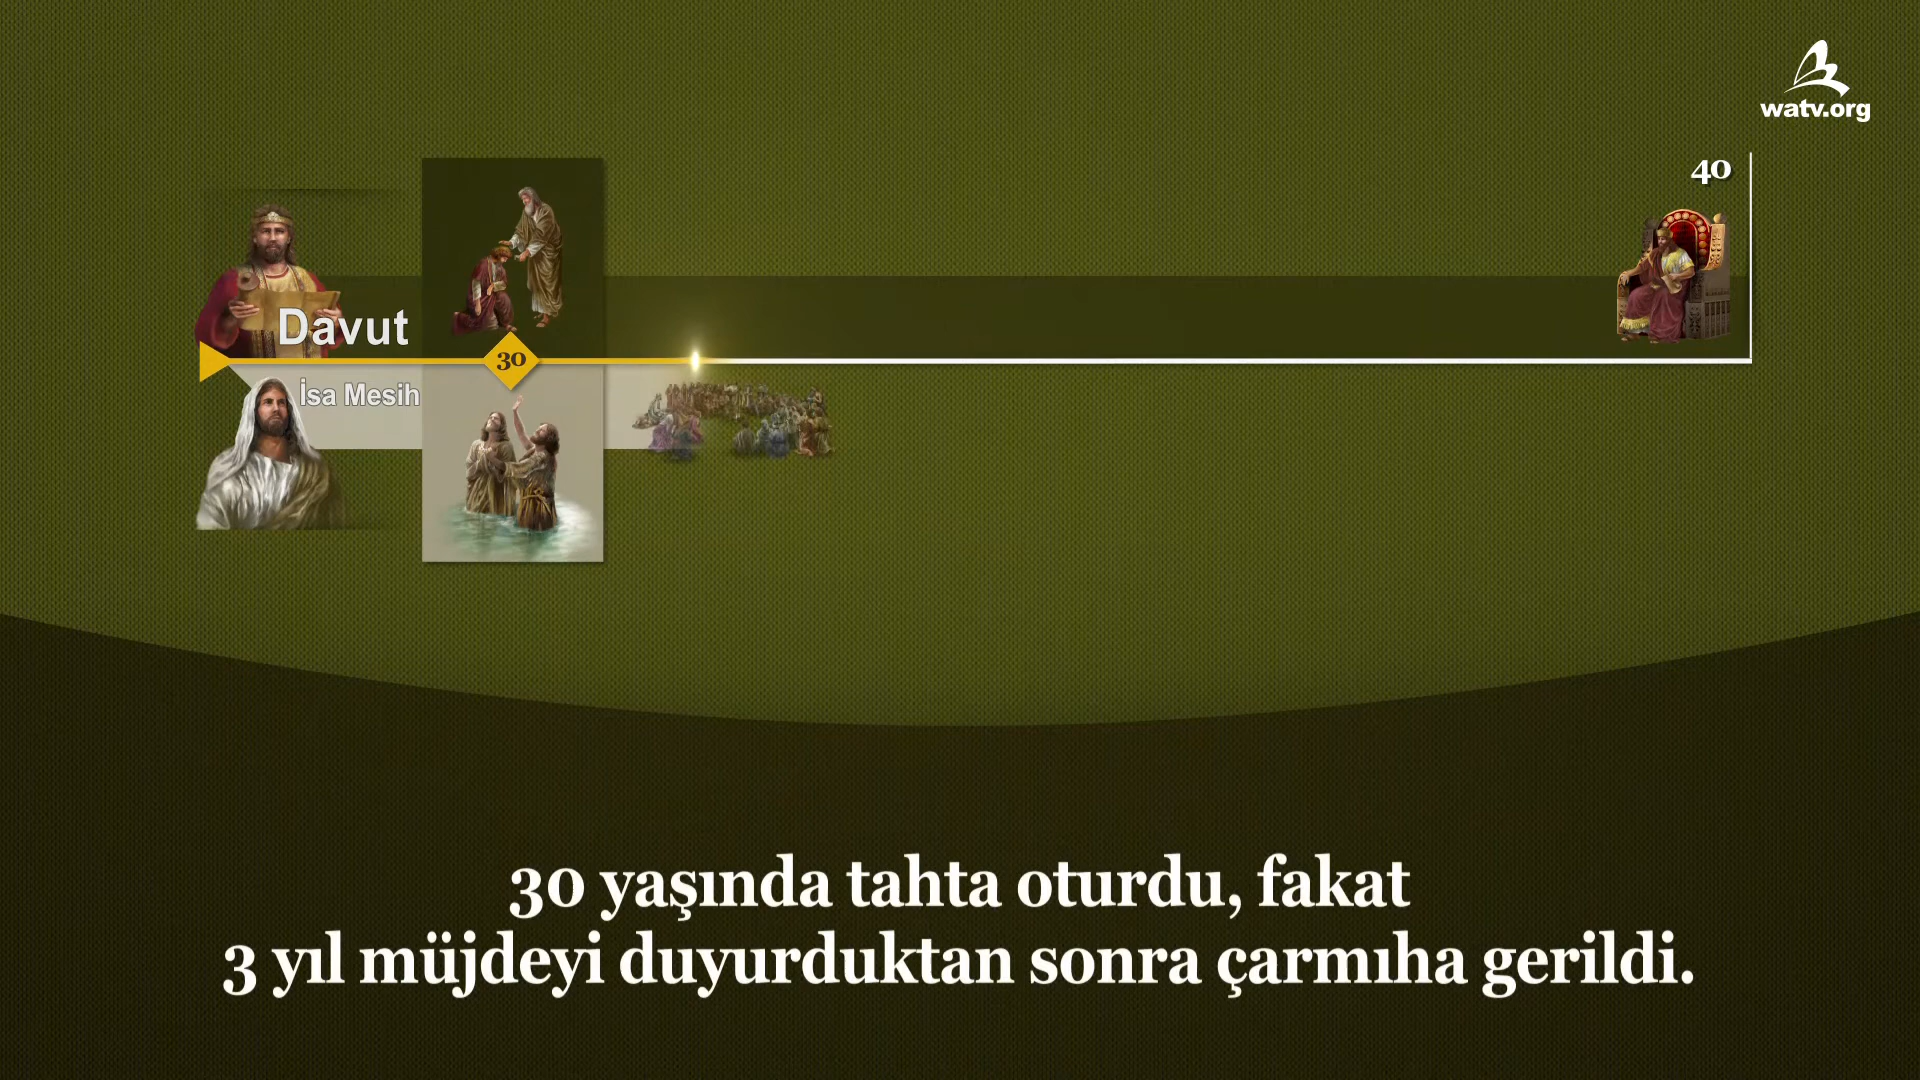 watv.org
40
Davut
30
İsa Mesih
30 yaşında tahta oturdu, fakat
3 yıl müjdeyi duyurduktan sonra çarmıha gerildi.